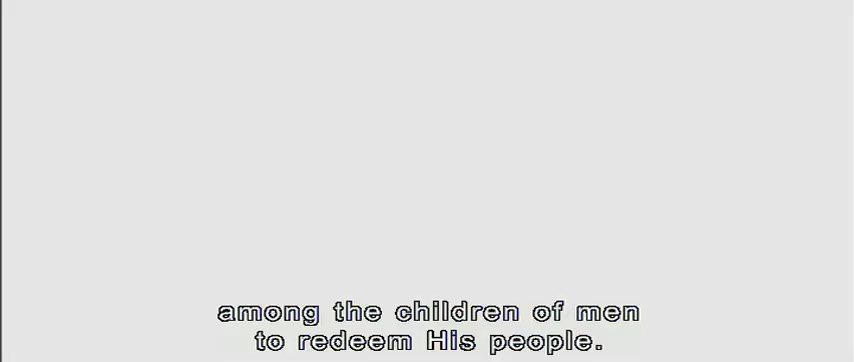 among the children of men
to redeem His people.